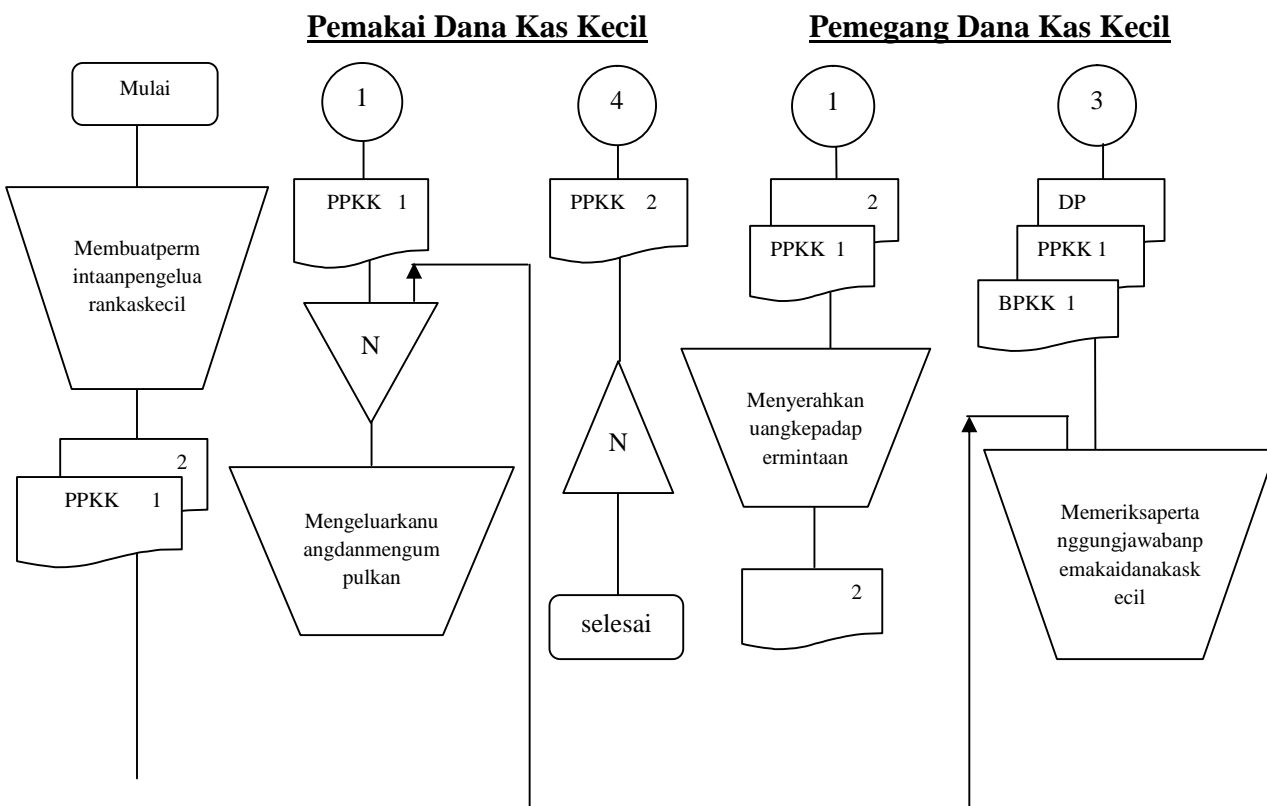 Pemakai Dana Kas Kecil
Pemegang Dana Kas Kecil
Mulai
Membuatperm
intaanpengelua
rankaskecil
2
PPKK 1
1
PPKK 1
N
Mengeluarkanu
angdanmengum
pulkan
4
PPKK 2
N
selesai
1
2
PPKK 1
Menyerahkan
uangkepadap
ermintaan
2
3
DP
PPKK 1
BPKK 1
Memeriksaperta
nggungjawabanp
emakaidanakask
ecil